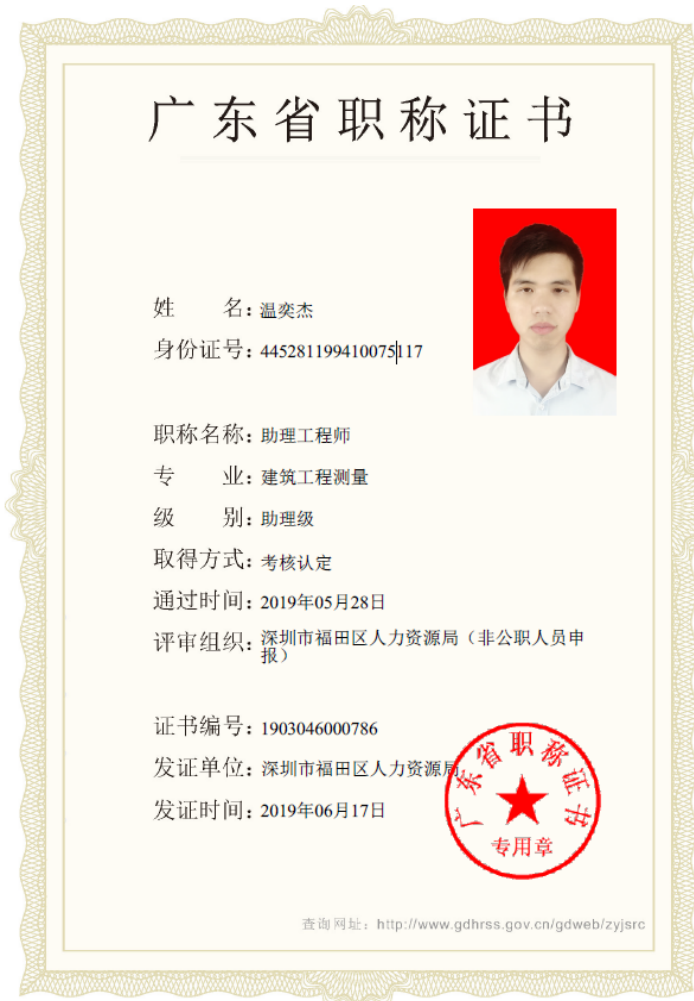 广东省职称证书
姓 名：温奕杰
身份证号：445281199410075117
职称名称：助理工程师
专 业：建筑工程测量
级 别：助理级
取得方式：考核认定
通过时间：2019年05月28日
评审组织：深圳市福田区人力资源局（非公职人员申
报）
证书编号：1903046000786
发证单位：深圳市福田区人力资源局
发证时间：2019年06月17日
广东省职称证书
专用章
查询网址：http://www.gdhrss.gov.cn/gdweb/zyjsrc